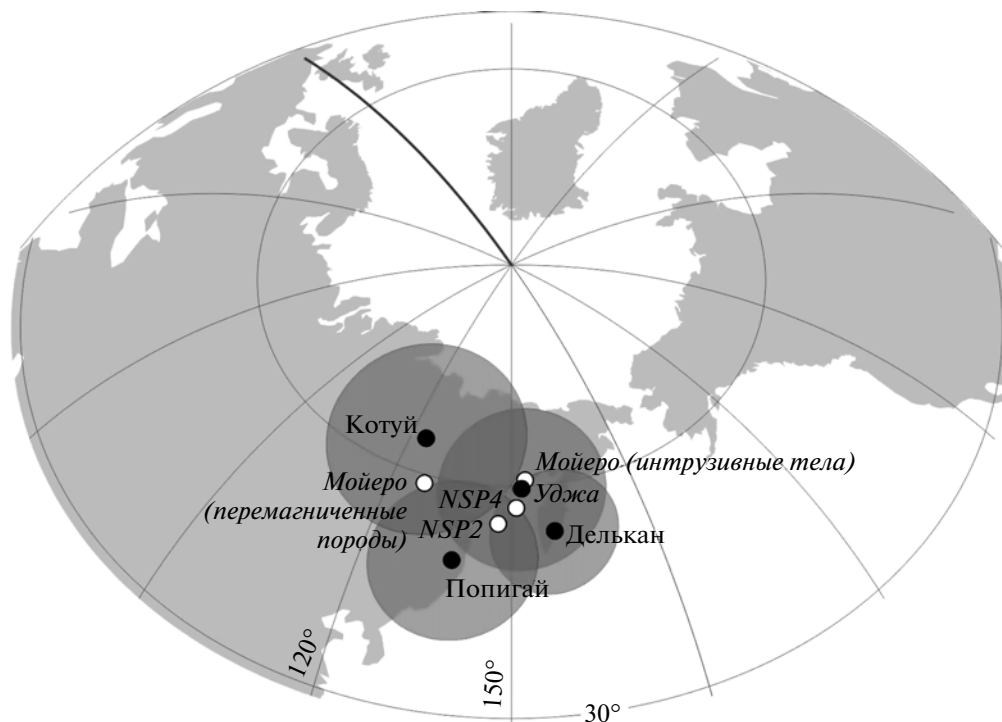 Котуй
Мойеро (интрузивные тела)
Мойеро
(перемагниченные
породы)
NSP4
Уджа
NSP2
Делькан
Попигай
120°
150°
30°